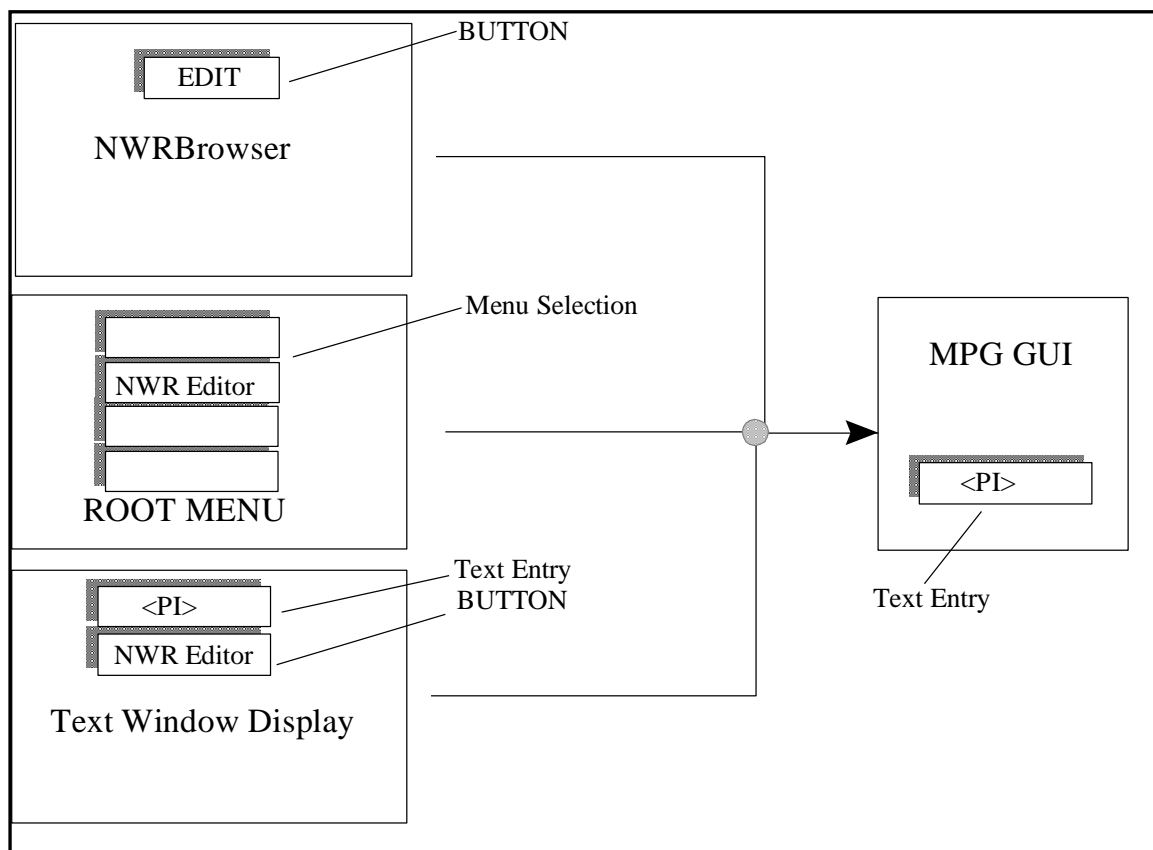 BUTTON
EDIT
NWRBrowser
Menu Selection
NWR Editor
ROOT MENU
Text Entry
<PI>
BUTTON
NWR Editor
Text Window Display
MPG GUI
<PI>
Text Entry